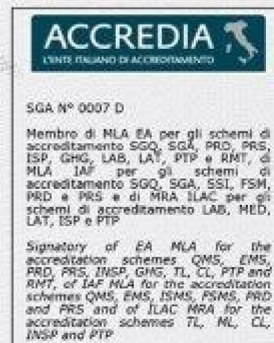 ACCREDIA
L'ENTE ITALIANO DI ACCREDITAMENTO
SGA N° 0007 D
Membro di MLA EA per gli schemi di
accreditamento SGQ, SGA, PRD, PRS,
ISP, GHG, LAB, LAT, PTP e RMT, di
MLA IAF per gli schemi di
accreditamento SGQ, SGA, SSI, FSM,
PRD e PRS e di MRA ILAC per gli
schemi di accreditamento LAB, MED,
LAT, ISP e PTP
Signatory of EA MLA for the
accreditation schemes QMS, EMS,
PRD, PRS, INSP, GHG, TL, CL, PTP and
RMT, of IAF MLA for the accreditation
schemes QMS, EMS, ISMS, FSMS, PRD
and PRS and of ILAC MRA for the
accreditation schemes TL, ML, CL,
INSP and PTP